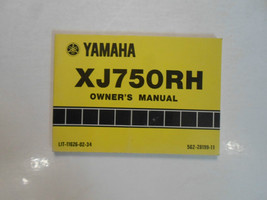 YAMAHA
XJ750RH
OWNER'S MANUAL
LIT-11626-02-34
5G2-28199-11